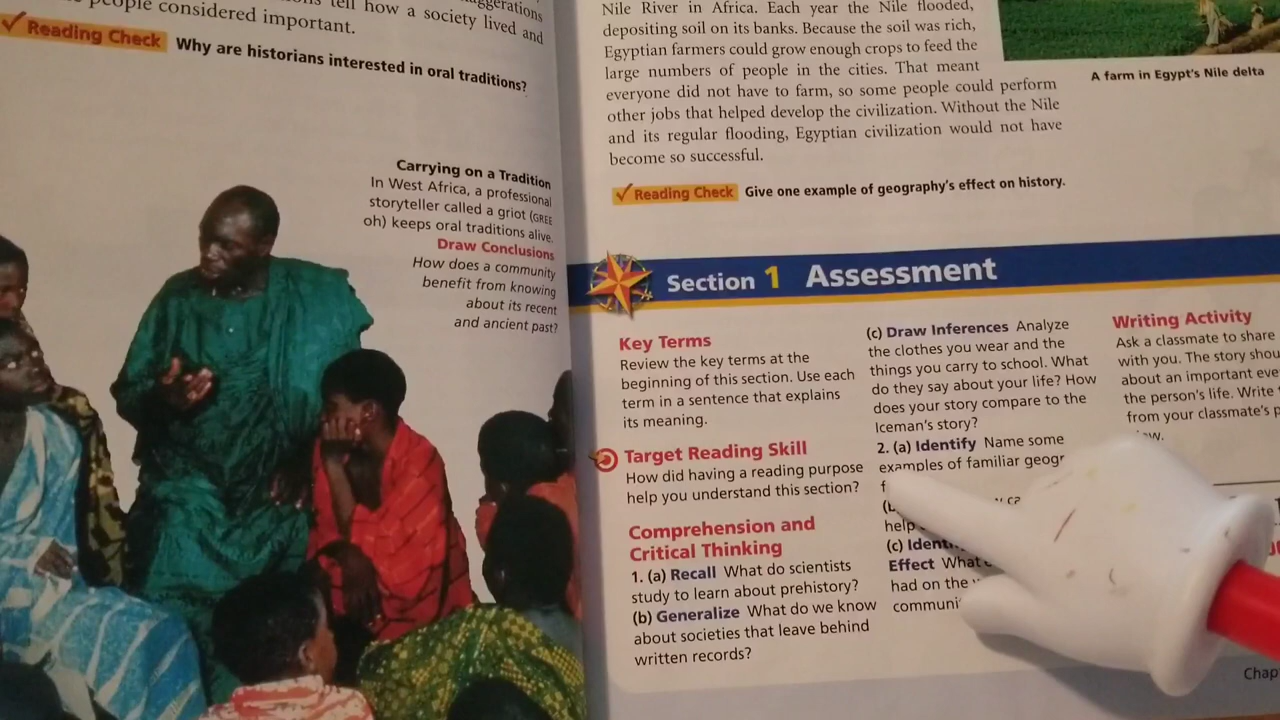 tell how a society lived and
people considered important.
Reading Check Why are historians interested in oral traditions?
Carrying on a Tradition
In West Africa, a professional
storyteller called a griot (GREE
oh) keeps oral traditions alive.
Draw Conclusions
How does a community
benefit from knowing
about its recent
and ancient past?
Nile River in Africa. Each year the Nile flooded,
depositing soil on its banks. Because the soil was rich,
Egyptian farmers could grow enough crops to feed the
large numbers of people in the cities. That meant
everyone did not have to farm, so some people could perform
other jobs that helped develop the civilization. Without the Nile
and its regular flooding, Egyptian civilization would not have
become so successful.
A farm in Egypt's Nile delta
Reading Check Give one example of geography's effect on history.
Section 1 Assessment
Key Terms
Review the key terms at the
beginning of this section. Use each
term in a sentence that explains
its meaning.
Target Reading Skill
How did having a reading purpose
help you understand this section?
Comprehension and
Critical Thinking
1. (a) Recall What do scientists
study to learn about prehistory?
(b) Generalize What do we know
about societies that leave behind
written records?
(c) Draw Inferences Analyze
the clothes you wear and the
things you carry to school. What
do they say about your life? How
does your story compare to the
Iceman's story?
2. (a) Identify Name some
examples of familiar
help
(c)
Effect What
had on the
Writing Activity
Ask a classmate to share
with you. The story
about an important
the person's life. Write
from your classmate's